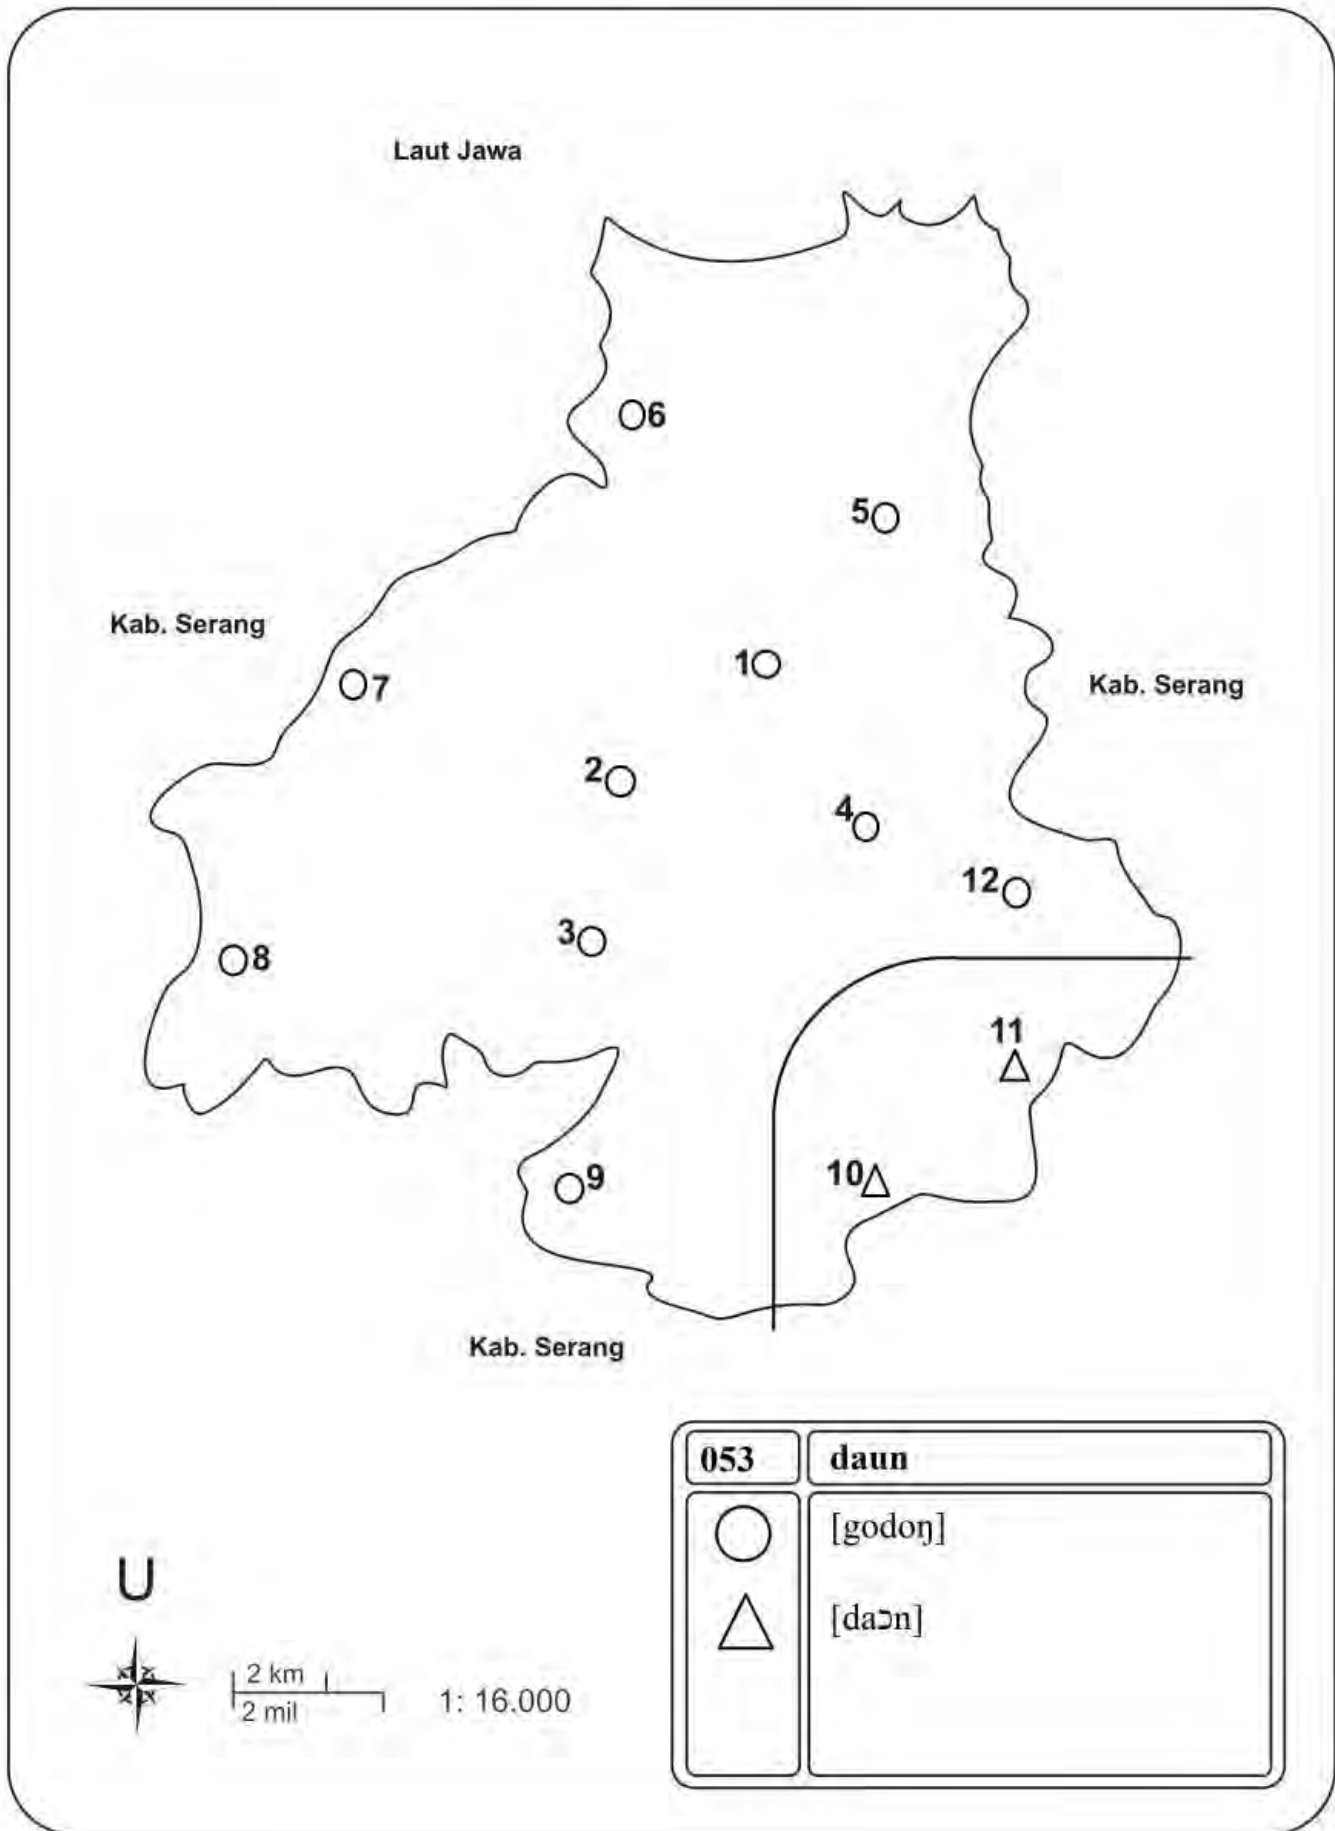 Laut Jawa
6
5
Kab. Serang
1
7
Kab. Serang
2
4
12
3
8
11
10
9
Kab. Serang
053 daun
[godoŋ]
[daɔn]
U
2 km
2 mil
1: 16.000